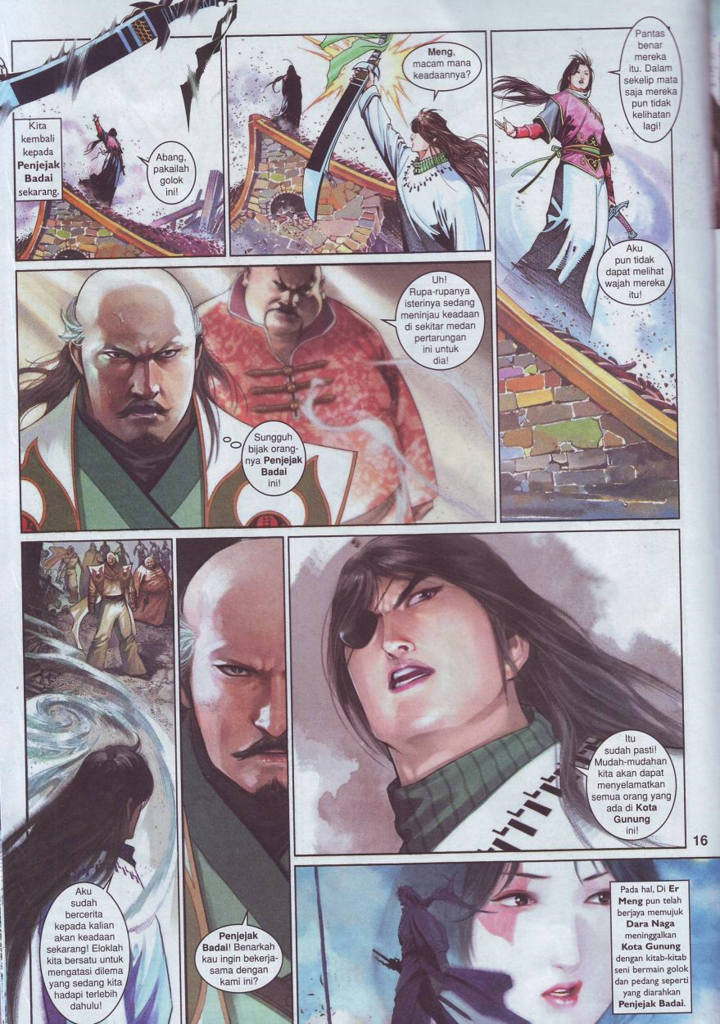 Kita
kembali
kepada
Penjejak
Badai
sekarang.
Abang,
pakailah
golok
ini!
Meng,
macam mana
keadaannya?
Pantas
benar
mereka
itu. Dalam
sekelip mata
saja mereka
pun tidak
kelihatan
lagi!
Aku
pun tidak
dapat melihat
wajah mereka
itu!
Uh!
Rupa-rupanya
isterinya sedang
meninjau keadaan
di sekitar medan
pertarungan
ini untuk
dia!
Sungguh
bijak orang-
nya Penjejak
Badai
ini!
Aku
sudah
bercerita
kepada kalian
akan keadaan
sekarang! Eloklah
kita bersatu untuk
mengatasi dilema
yang sedang kita
hadapi terlebih
dahulu!
Penjejak
Badai! Benarkah
kau ingin bekerja-
sama dengan
kami ini?
Itu
sudah pasti!
Mudah-mudahan
kita akan dapat
menyelamatkan
semua orang yang
ada di Kota
Gunung
ini!
Pada hal, Di Er
Meng pun telah
berjaya memujuk
Dara Naga
meninggalkan
Kota Gunung
dengan kitab-kitab
seni bermain golok
dan pedang seperti
yang diarahkan
Penjejak Badai.
16